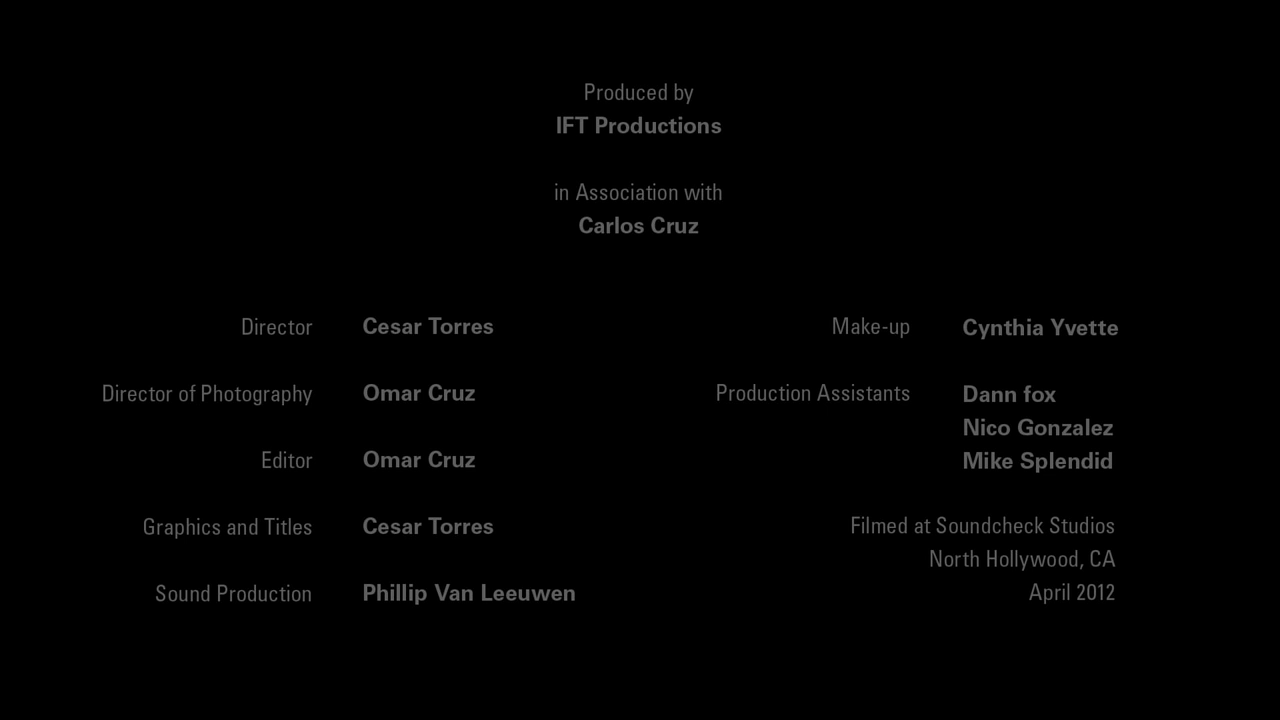 Produced by
IFT Productions
in Association with
Carlos Cruz
Director Cesar Torres
Director of Photography Omar Cruz
Editor Omar Cruz
Graphics and Titles Cesar Torres
Sound Production Phillip Van Leeuwen
Make-up Cynthia Yvette
Production Assistants Dann fox
Nico Gonzalez
Mike Splendid
Filmed at Soundcheck Studios
North Hollywood, CA
April 2012